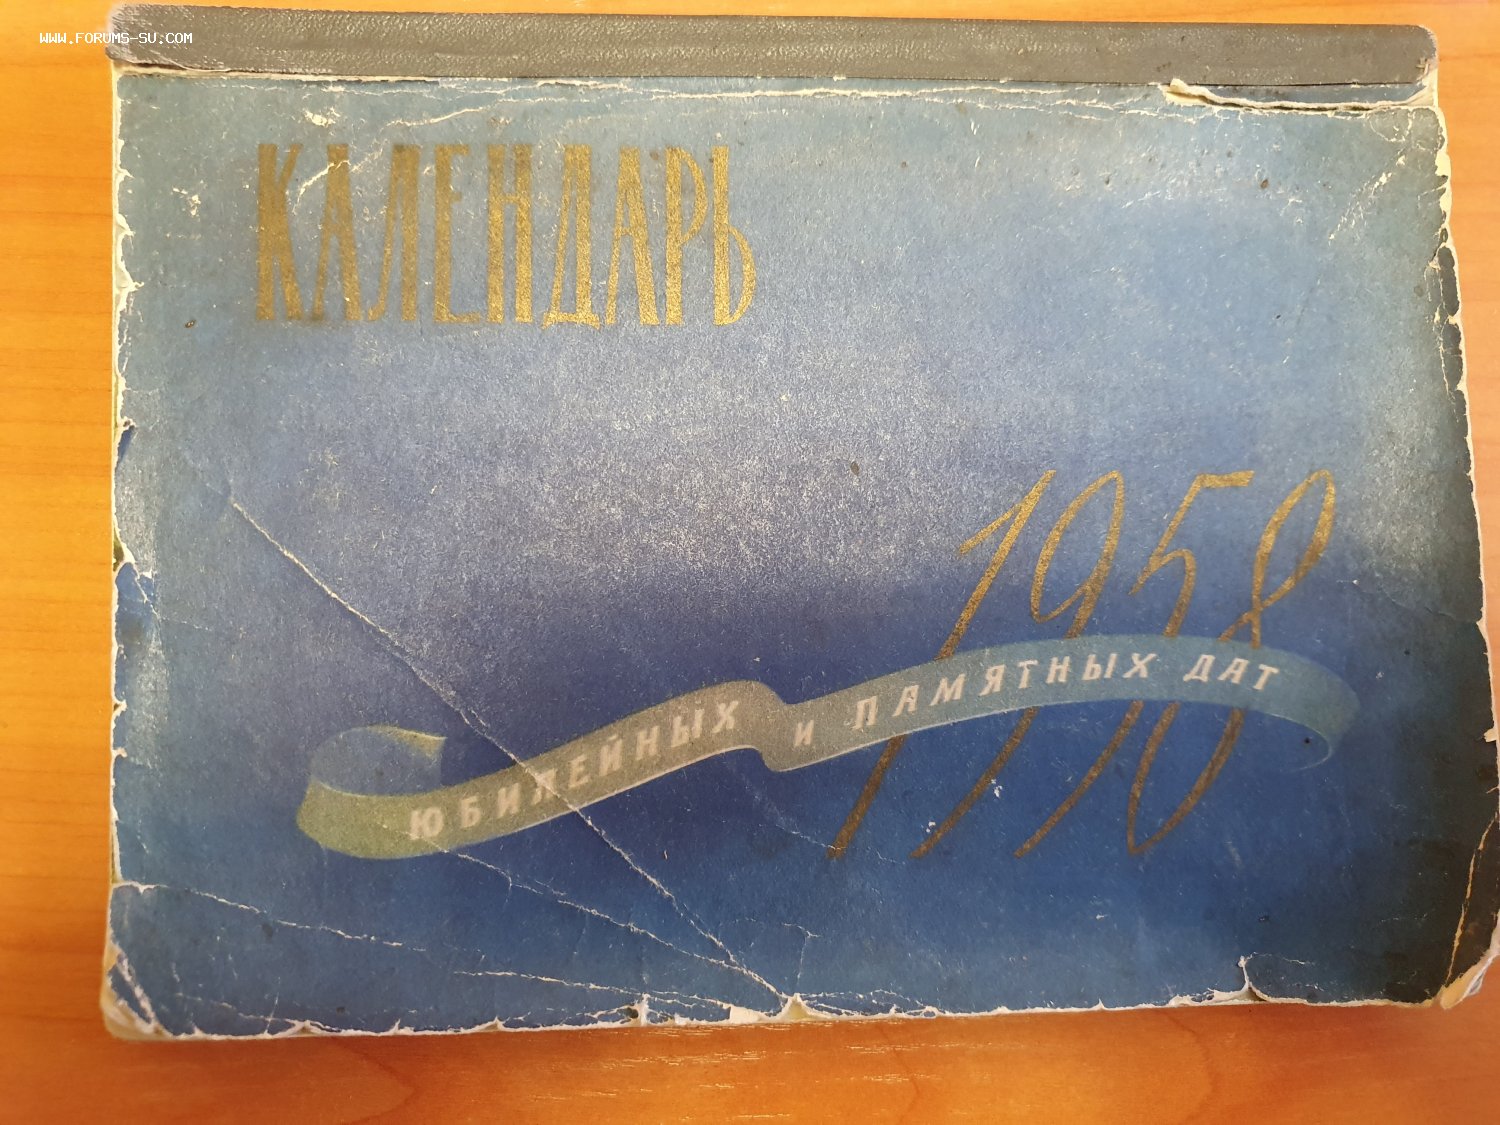 WWW.FORUMS-SU.COM
КАЛЕНДАРЬ
1958
ЮБИЛЕЙНЫХ И ПАМЯТНЫХ ДАТ